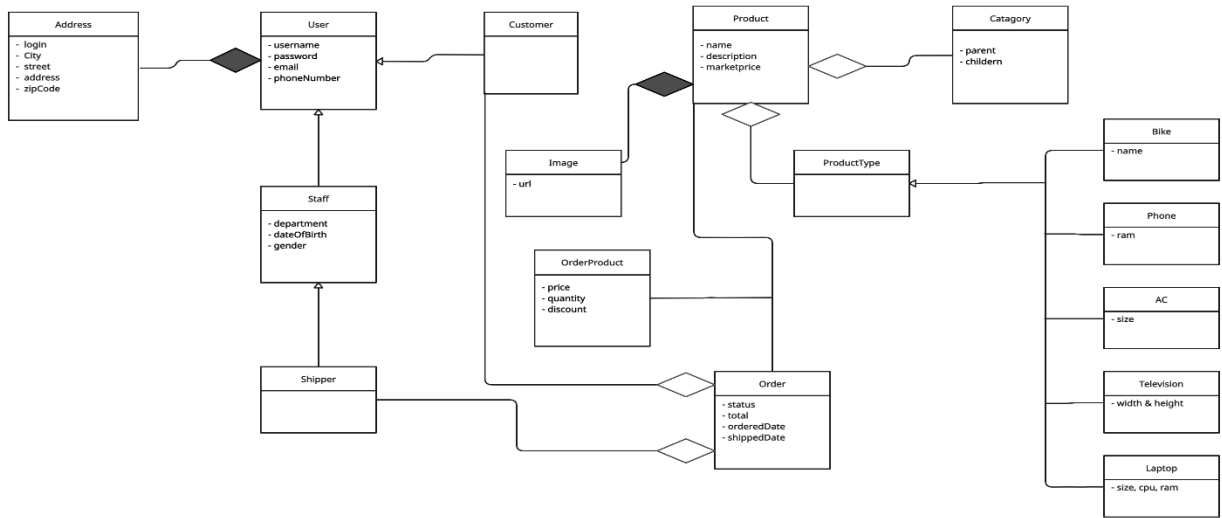 Address
- login
- City
- street
- address
- zipCode
User
- username
- password
- email
- phoneNumber
Customer
Product
- name
- description
- marketprice
Catagory
- parent
- childern
Image
- url
ProductType
Bike
- name
Staff
- department
- dateOfBirth
- gender
Phone
- ram
OrderProduct
- price
- quantity
- discount
AC
- size
Shipper
Order
- status
- total
- orderedDate
- shippedDate
Television
- width & height
Laptop
- size, cpu, ram